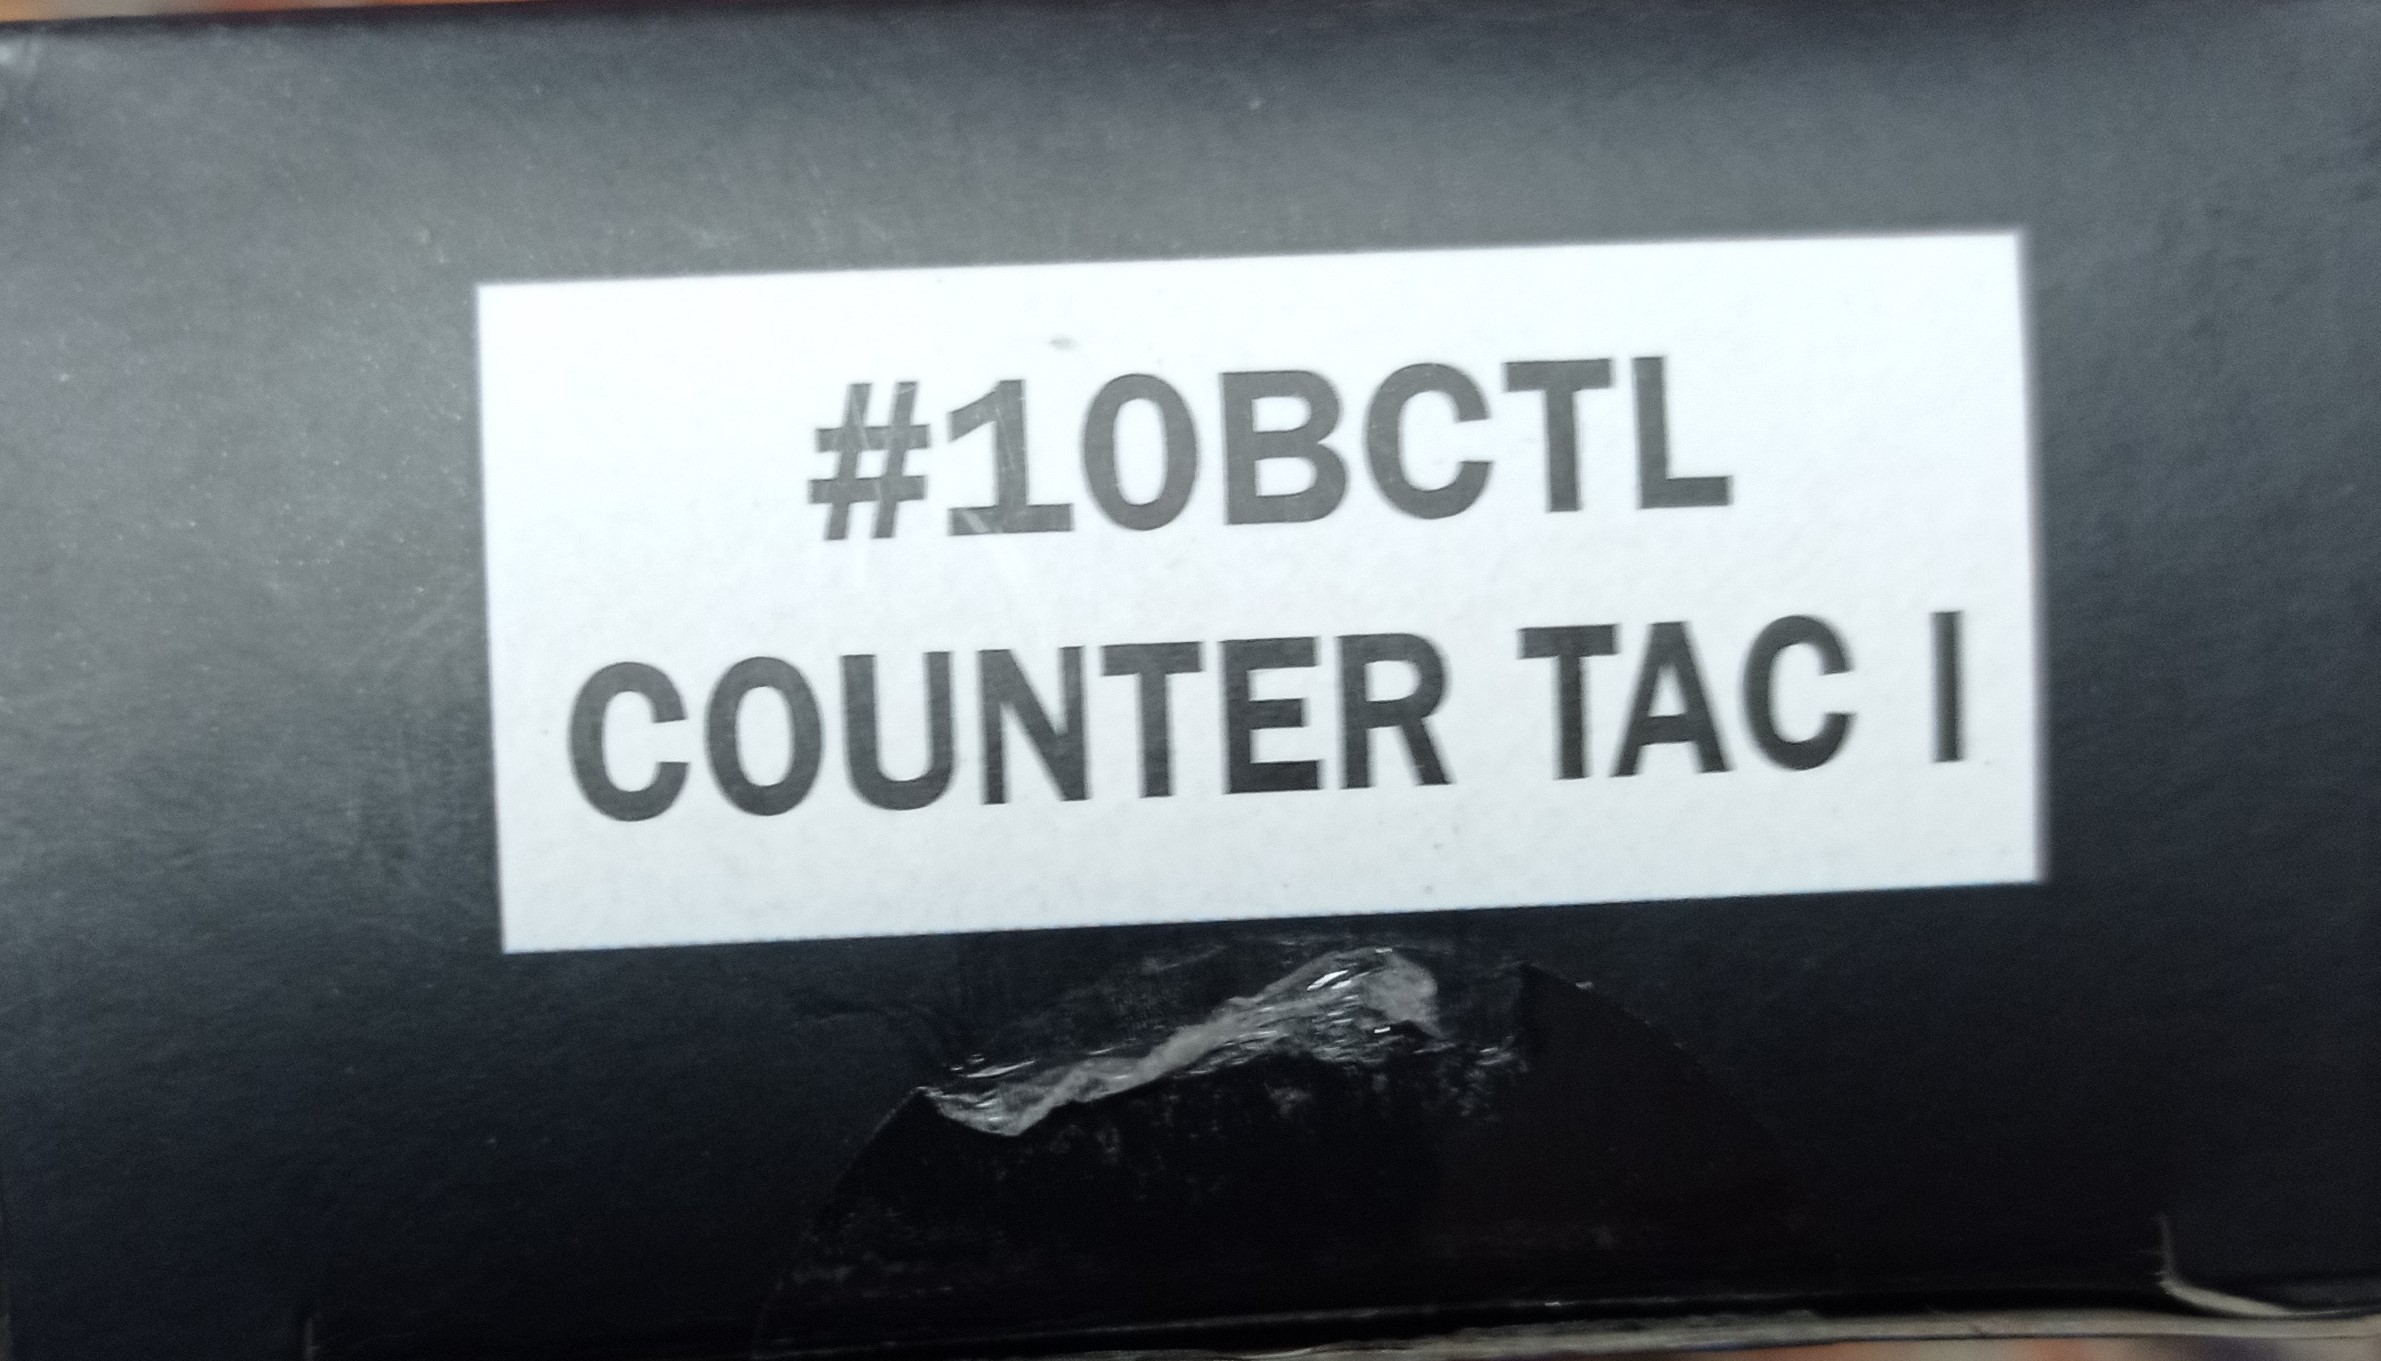 #10BCTL
COUNTER TAC I